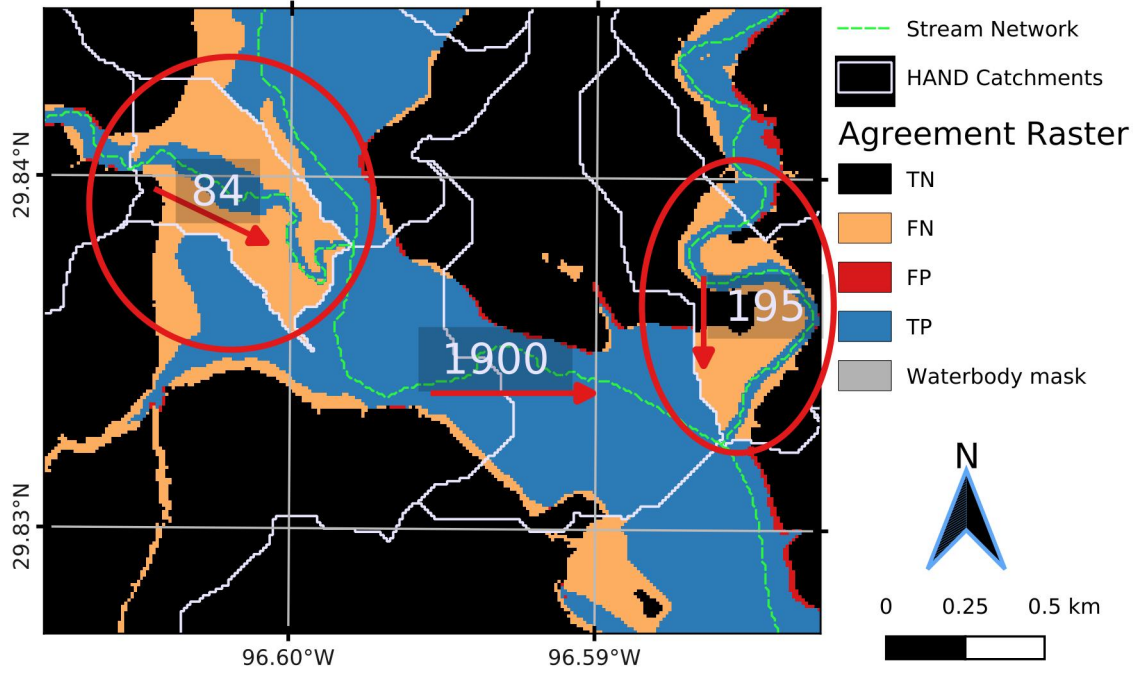 Stream Network
HAND Catchments
Agreement Raster
TN
FN
FP
TP
Waterbody mask
N
0 0.25 0.5 km
29.84°N
29.83°N
96.60°W 96.59°W
84
1900
195